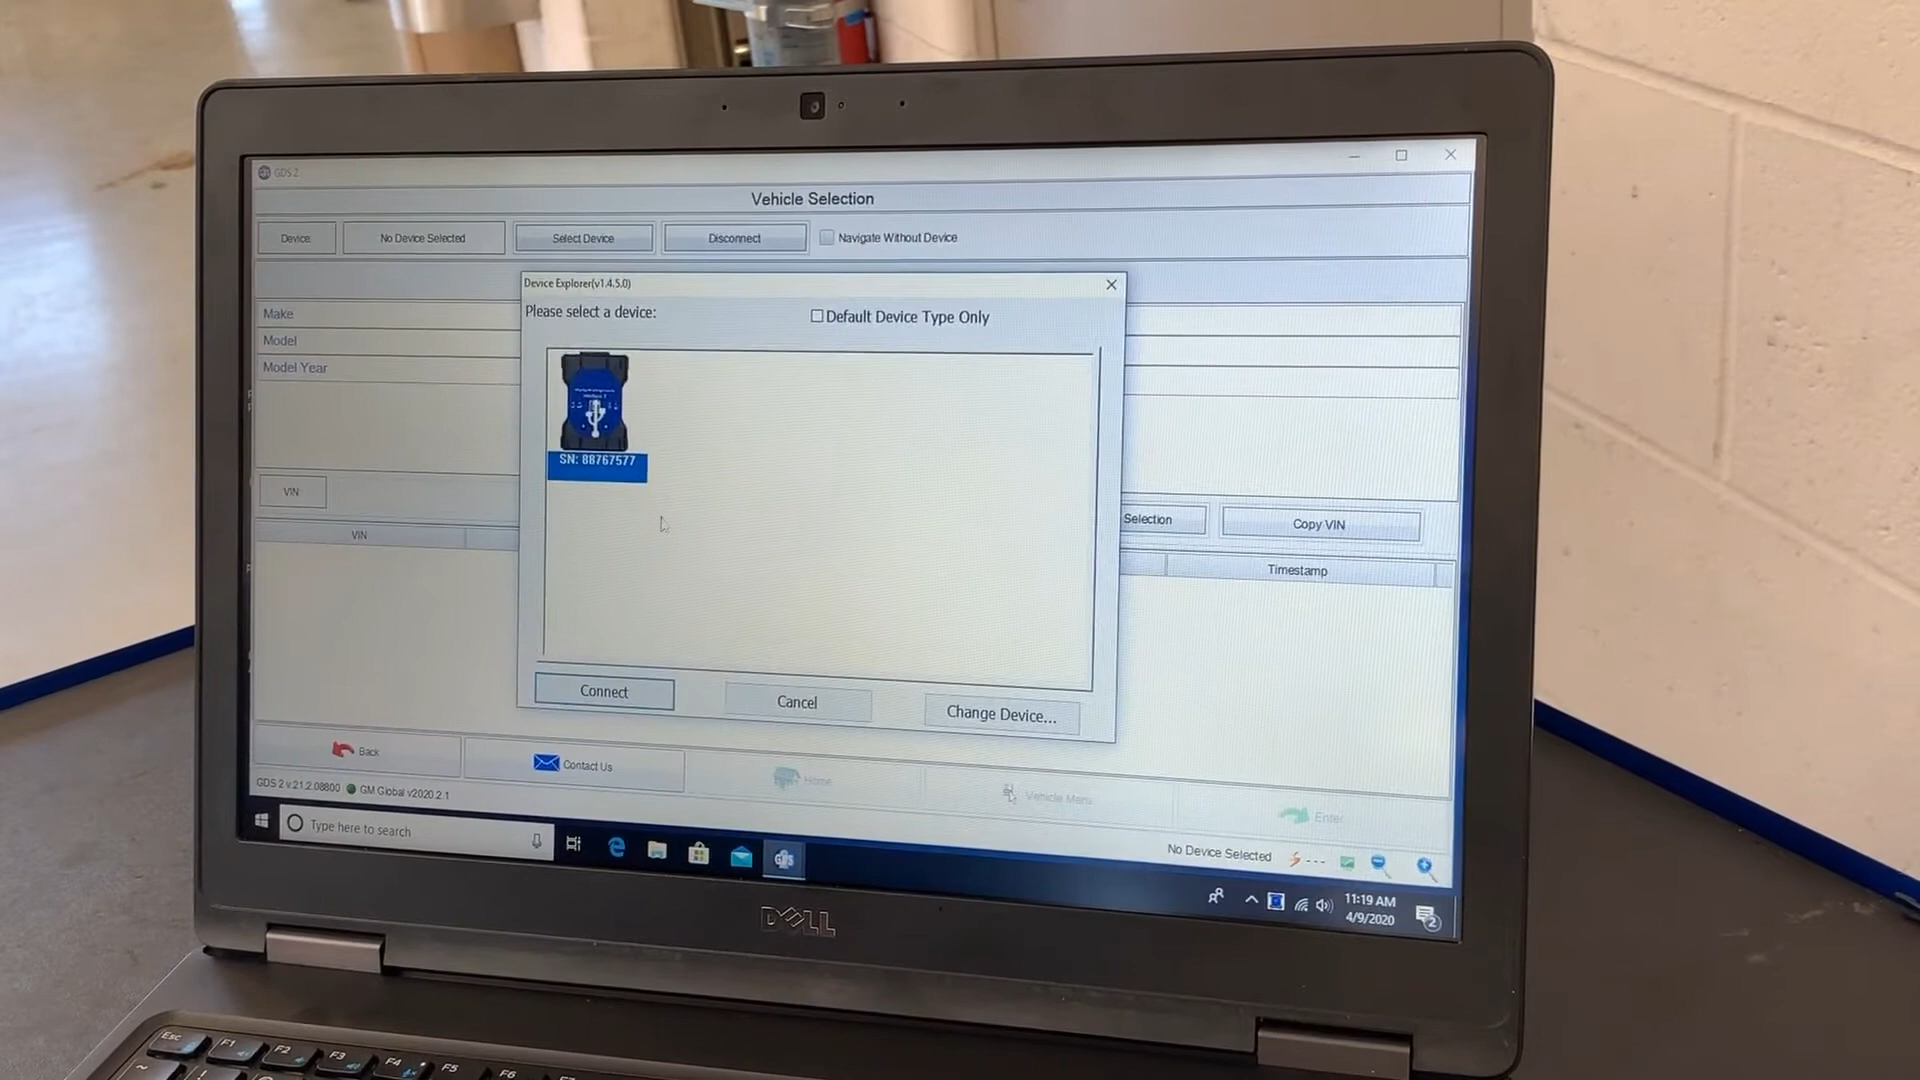 GDS 2
Vehicle Selection
Device:
No Device Selected
Select Device
Disconnect
Navigate Without Device
Device Explorer(v1.4.5.0)
Please select a device:
Default Device Type Only
Make
Model
Model Year
SN: 88767577
VIN
Selection
Copy VIN
VIN
Timestamp
Connect
Cancel
Change Device...
Back
Contact Us
Home
Vehicle Menu
Enter
GDS 2 v.21.2.08800
GM Global v2020.2.1
No Device Selected
---
Type here to search
GDS
11:19 AM
4/9/2020
2
DELL
Esc
F1
F2
F3
F4
F5
F6
~
!